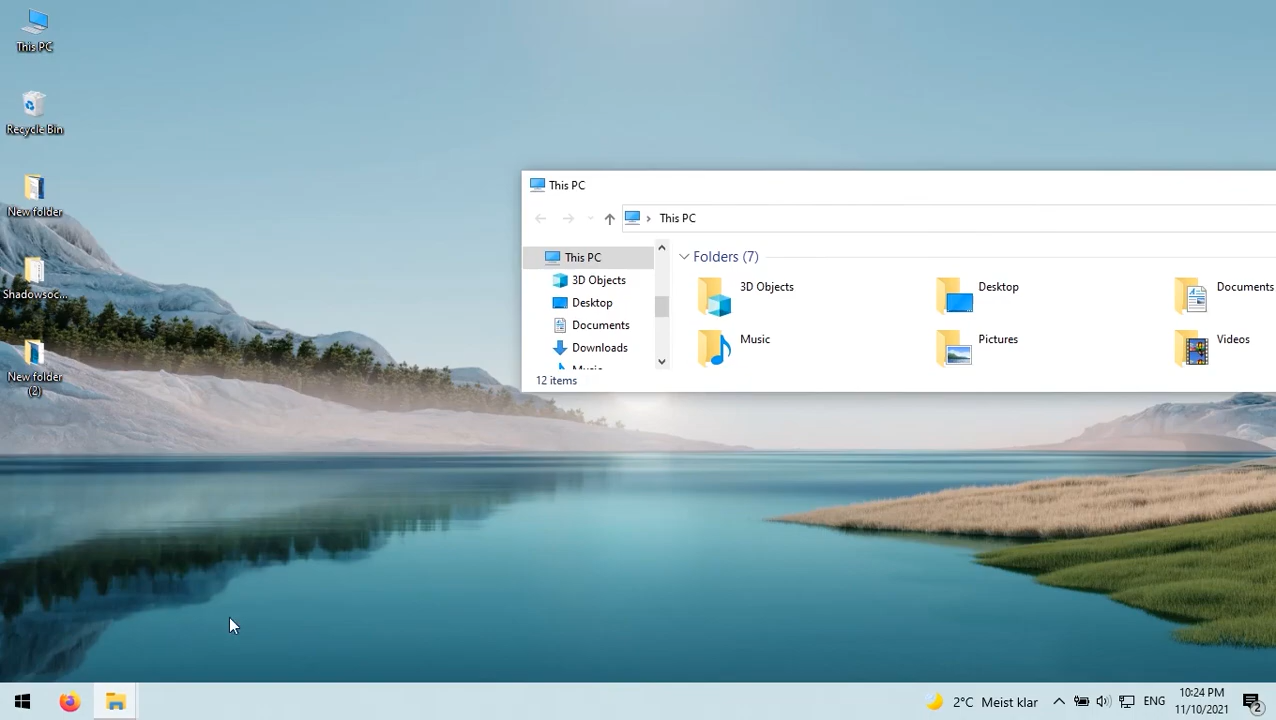 This PC
Recycle Bin
New folder
Shadowsoc...
New folder
(2)
This PC
This PC
This PC
3D Objects
Desktop
Documents
Downloads
Music
Folders (7)
3D Objects
Desktop
Documents
Music
Pictures
Videos
12 items
2°C Meist klar
ENG
10:24 PM
11/10/2021
2